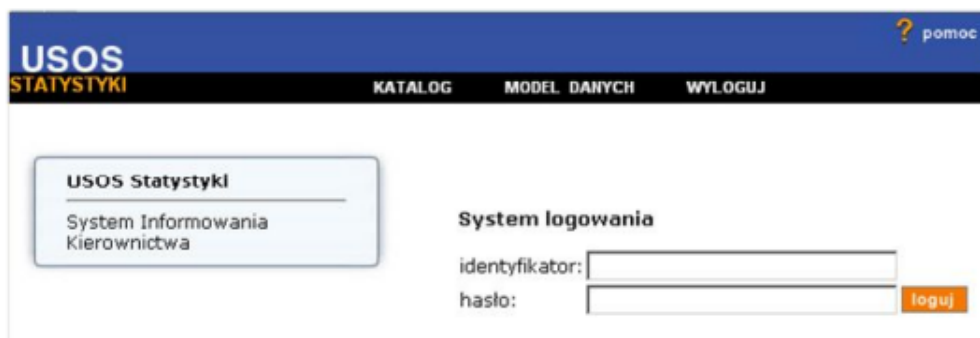 ? pomoc
USOS
STATYSTYKI
KATALOG MODEL DANYCH WYLOGUJ
USOS Statystyki
System Informowania
Kierownictwa
System logowania
identyfikator:
hasło: loguj